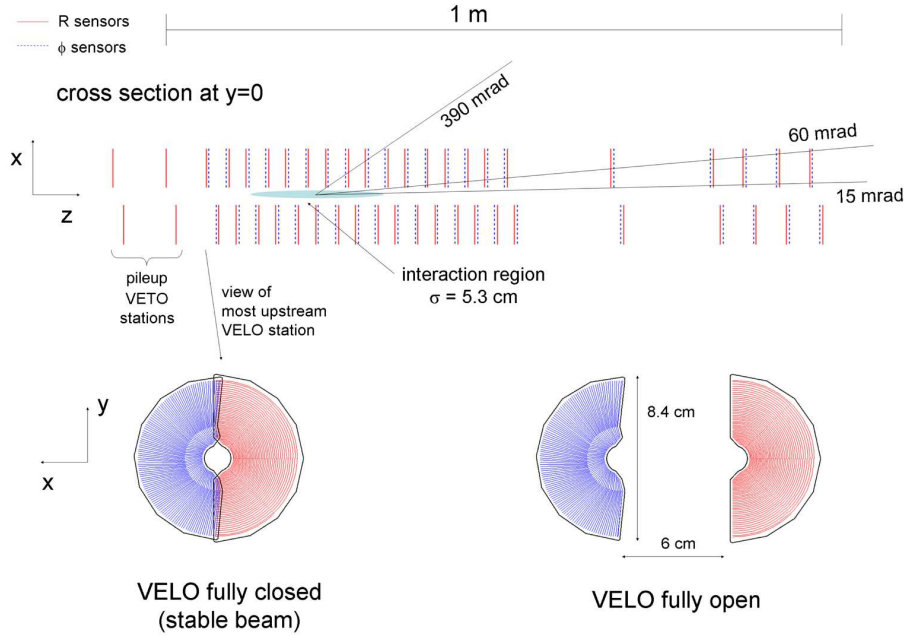 R sensors
1 m
ϕ sensors
cross section at y=0
390 mrad
60 mrad
x
z
15 mrad
pileup
VETO
stations
view of
most upstream
VELO station
interaction region
σ = 5.3 cm
y
x
8.4 cm
6 cm
VELO fully closed
(stable beam)
VELO fully open